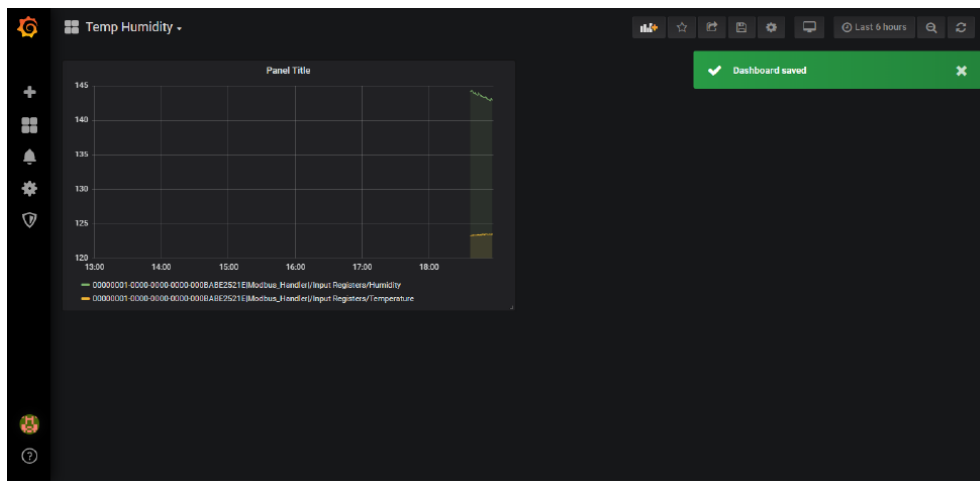 Temp Humidity
Last 6 hours
Dashboard saved
Panel Title
145
140
135
130
125
120
13:00 14:00 15:00 16:00 17:00 18:00
00000001-0000-0000-0000-000BABE2521E|Modbus_Handler|/Input Registers/Humidity
00000001-0000-0000-0000-000BABE2521E|Modbus_Handler|/Input Registers/Temperature